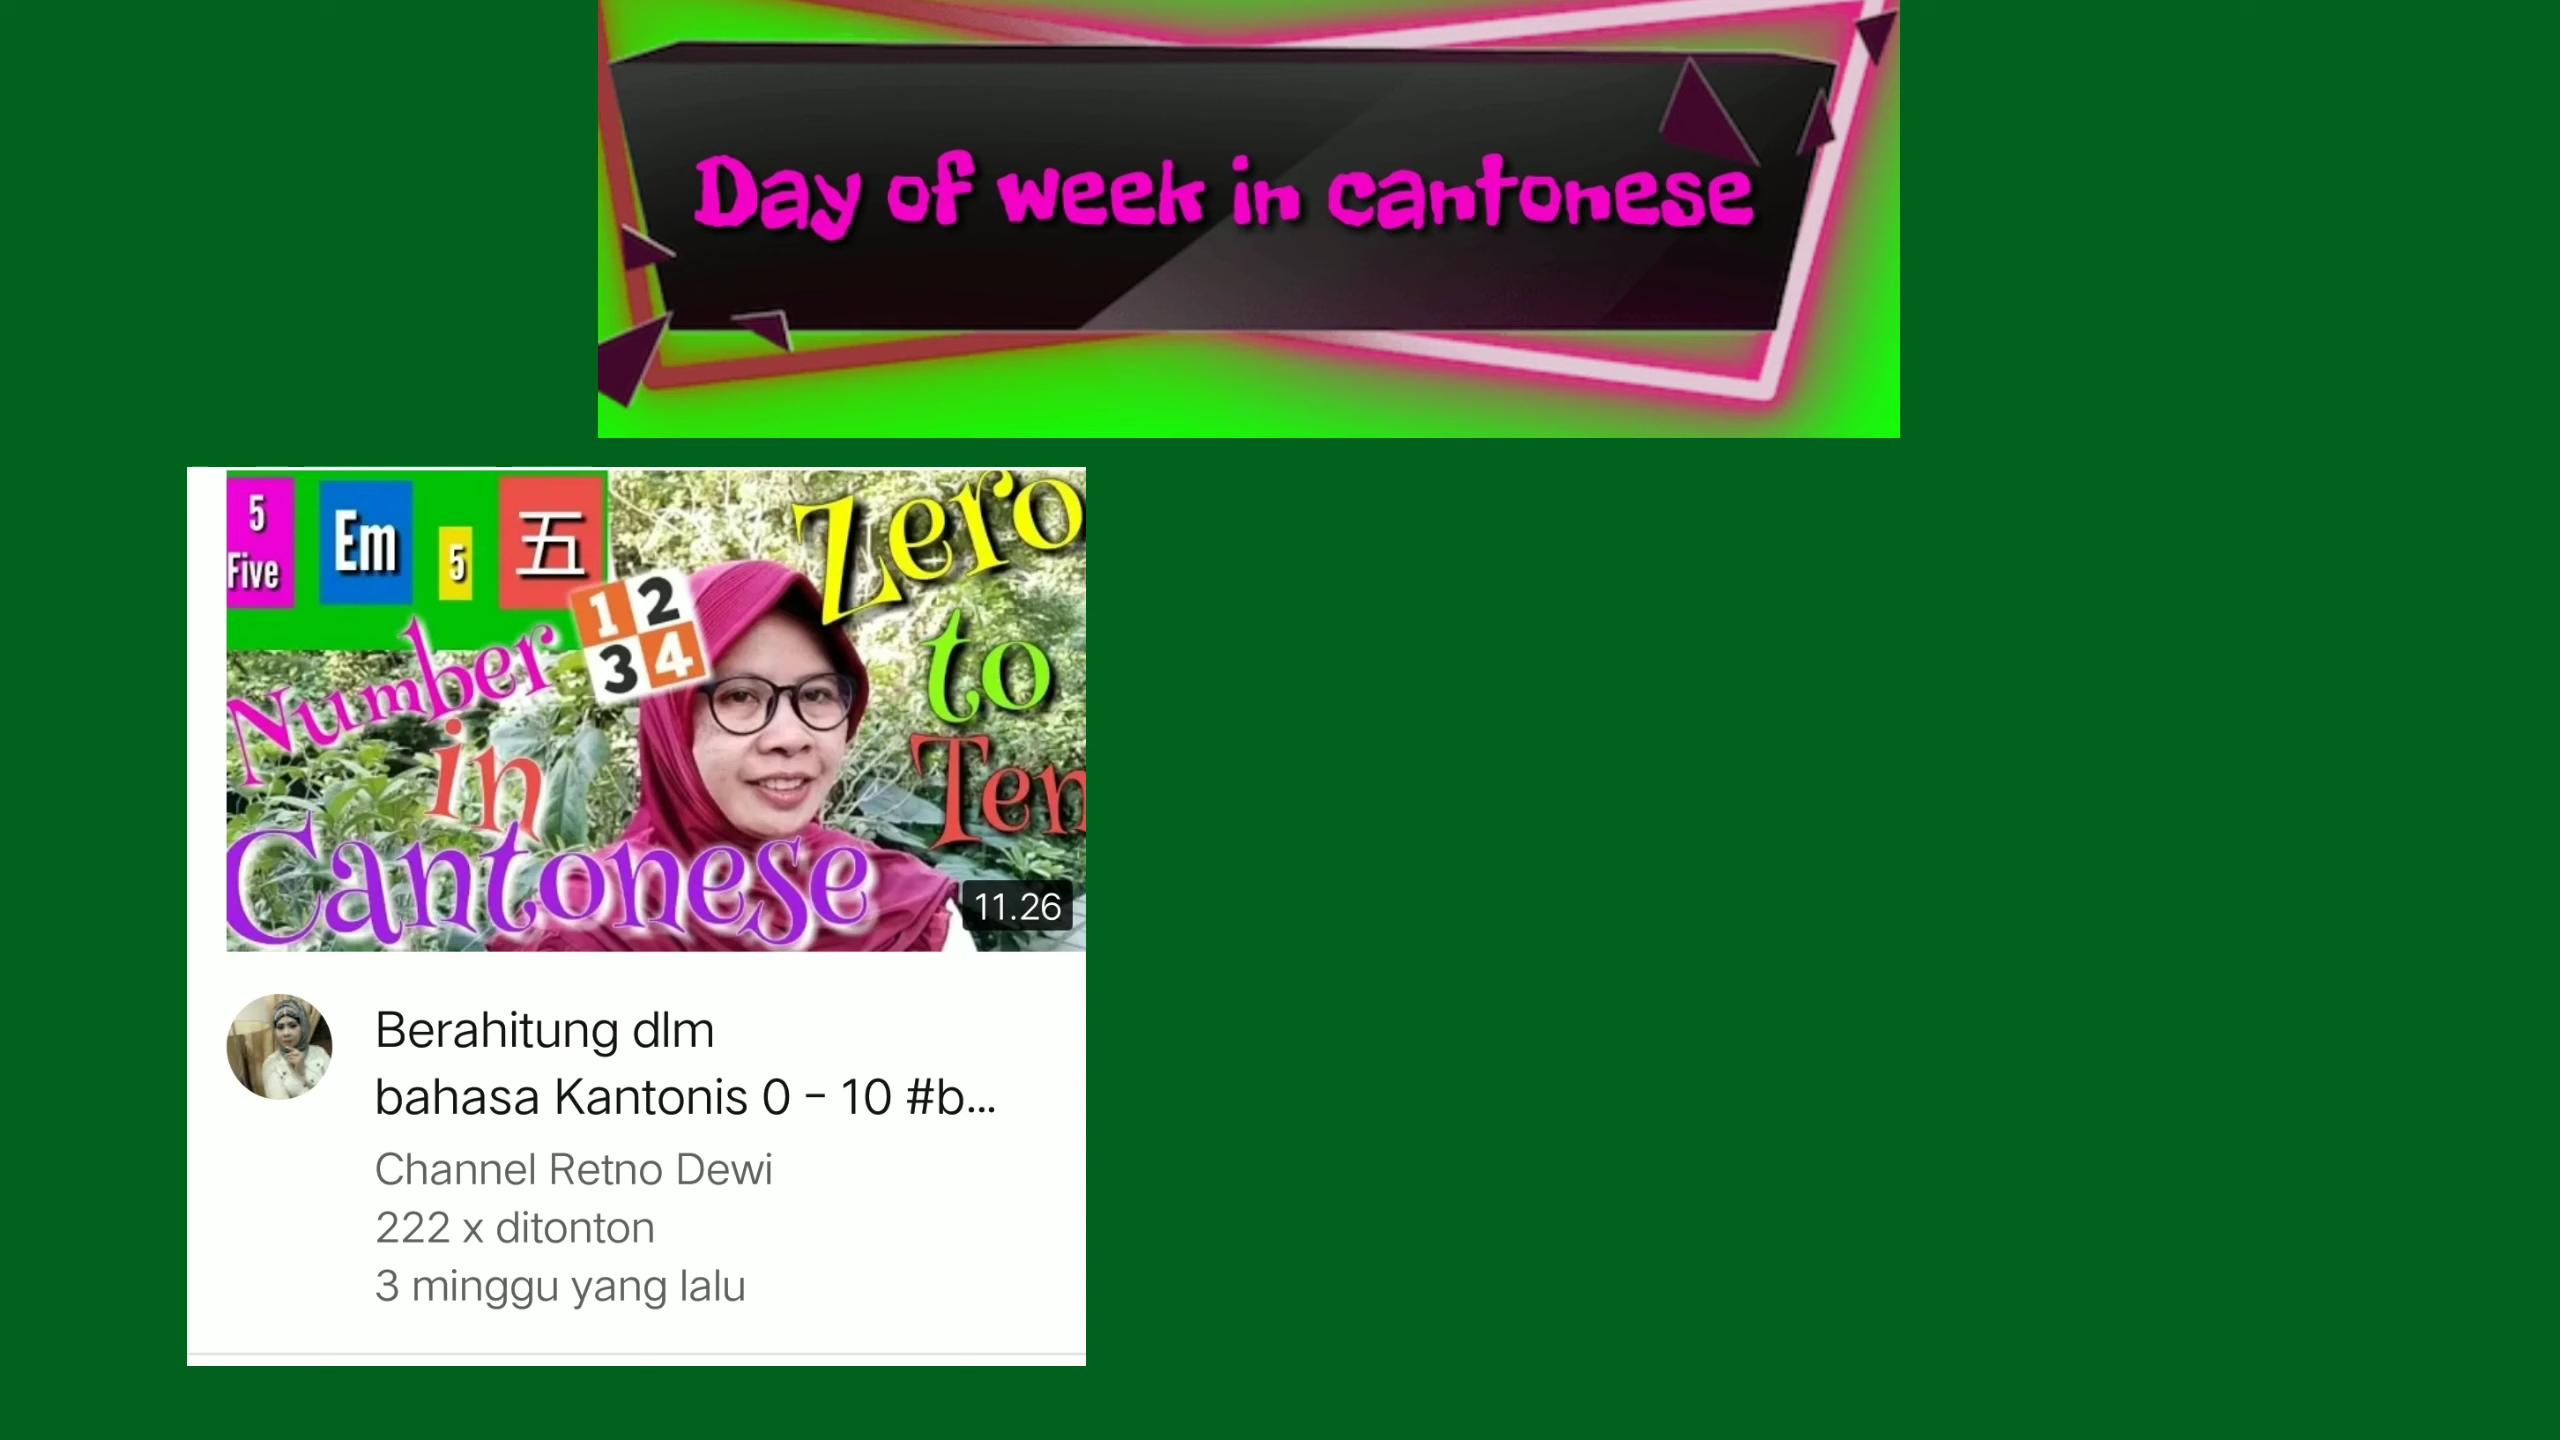 Day of week in cantonese
5
Five
Em
5
五
1 2
3 4
Zero
to
Ten
Number
in
Cantonese
11.26
Berahitung dlm
bahasa Kantonis 0 – 10 #b...
Channel Retno Dewi
222 x ditonton
3 minggu yang lalu